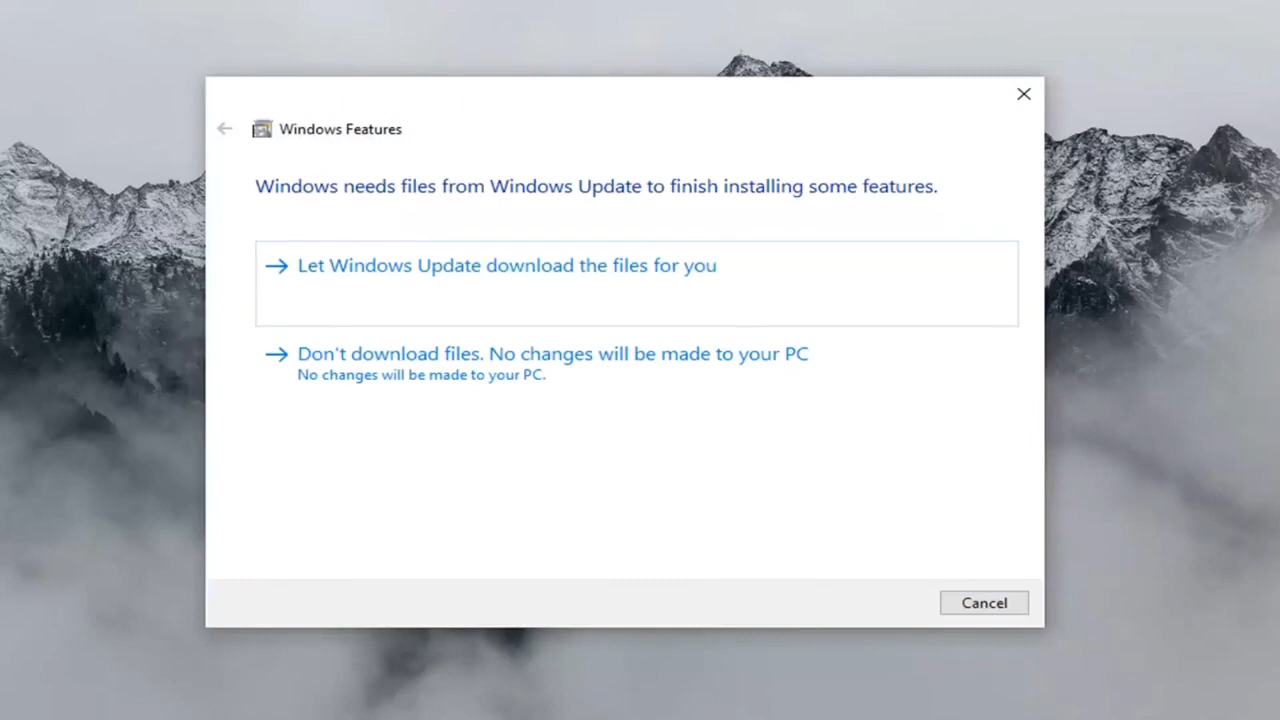 Windows Features
Windows needs files from Windows Update to finish installing some features.
Let Windows Update download the files for you
Don't download files. No changes will be made to your PC
No changes will be made to your PC.
Cancel